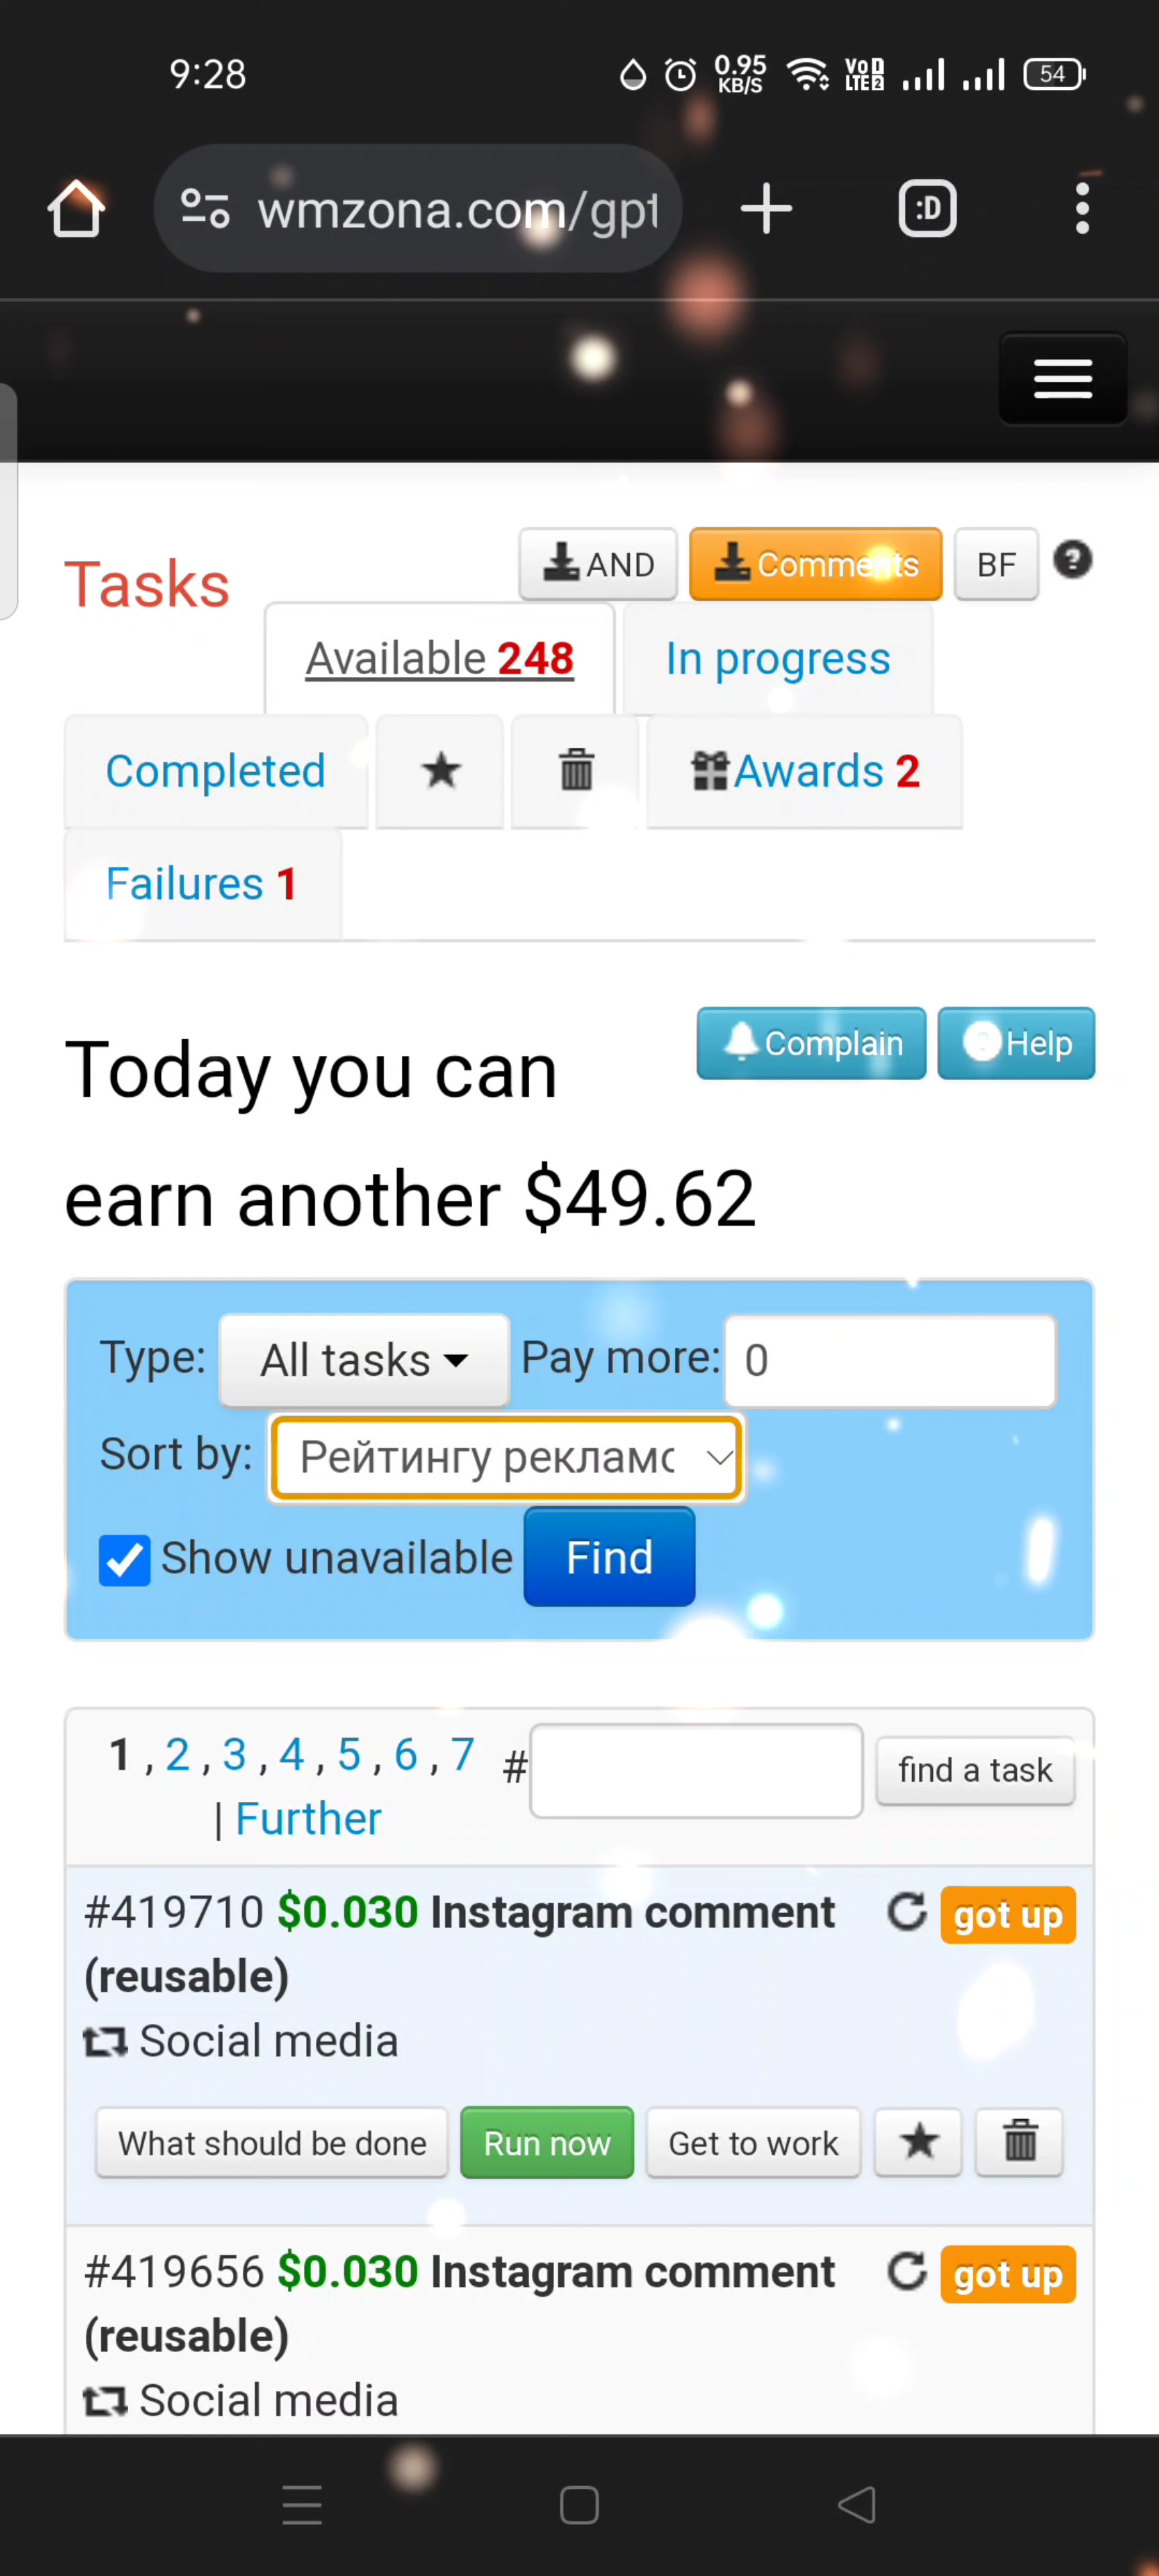 9:28
0.95
KB/S
Vo D
LTE 2
54
wmzona.com/gpt
:D
AND
Comments
BF
Tasks
Available 248
In progress
Completed
Awards 2
Failures 1
Today you can
Complain
Help
earn another $49.62
Type: All tasks
Pay more: 0
Sort by: Рейтингу рекламо
Show unavailable Find
1 , 2 , 3 , 4 , 5 , 6 , 7
| Further
#
find a task
#419710 $0.030 Instagram comment
got up
(reusable)
Social media
What should be done Run now Get to work
#419656 $0.030 Instagram comment
got up
(reusable)
Social media